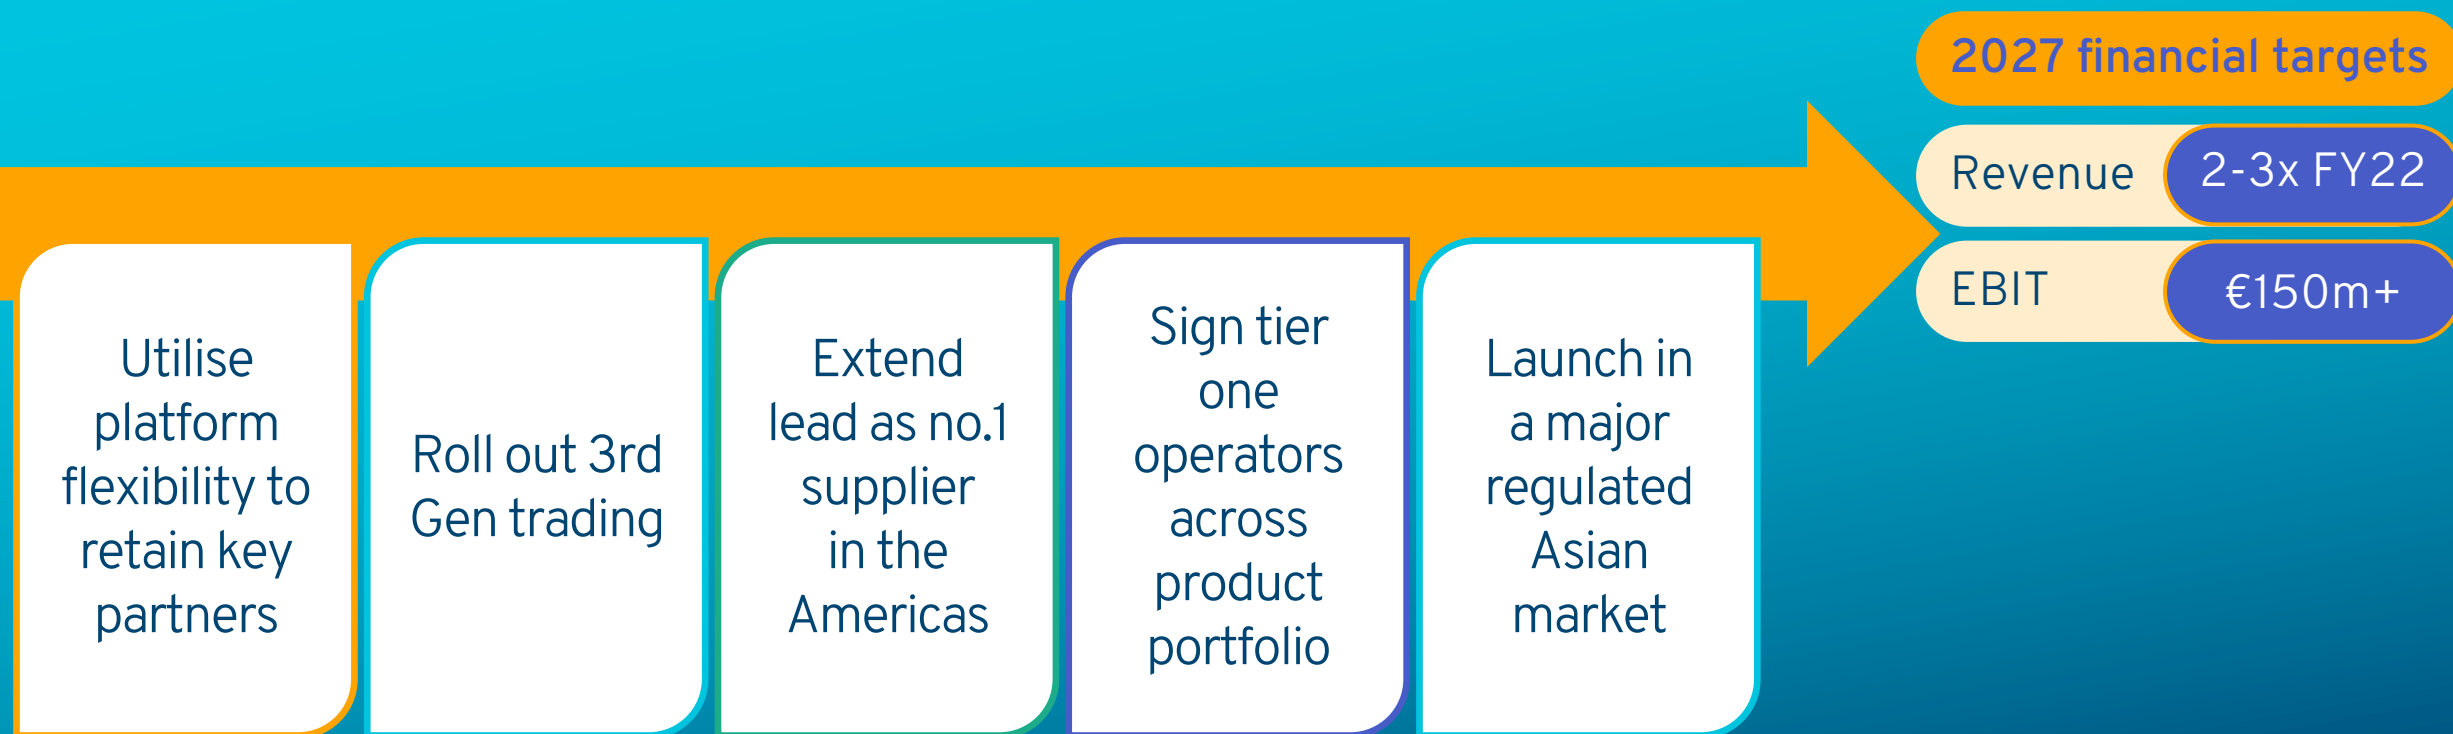 2027 financial targets
Revenue 2-3x FY22
EBIT €150m+
Utilise
platform
flexibility to
retain key
partners
Roll out 3rd
Gen trading
Extend
lead as no.1
supplier
in the
Americas
Sign tier
one
operators
across
product
portfolio
Launch in
a major
regulated
Asian
market